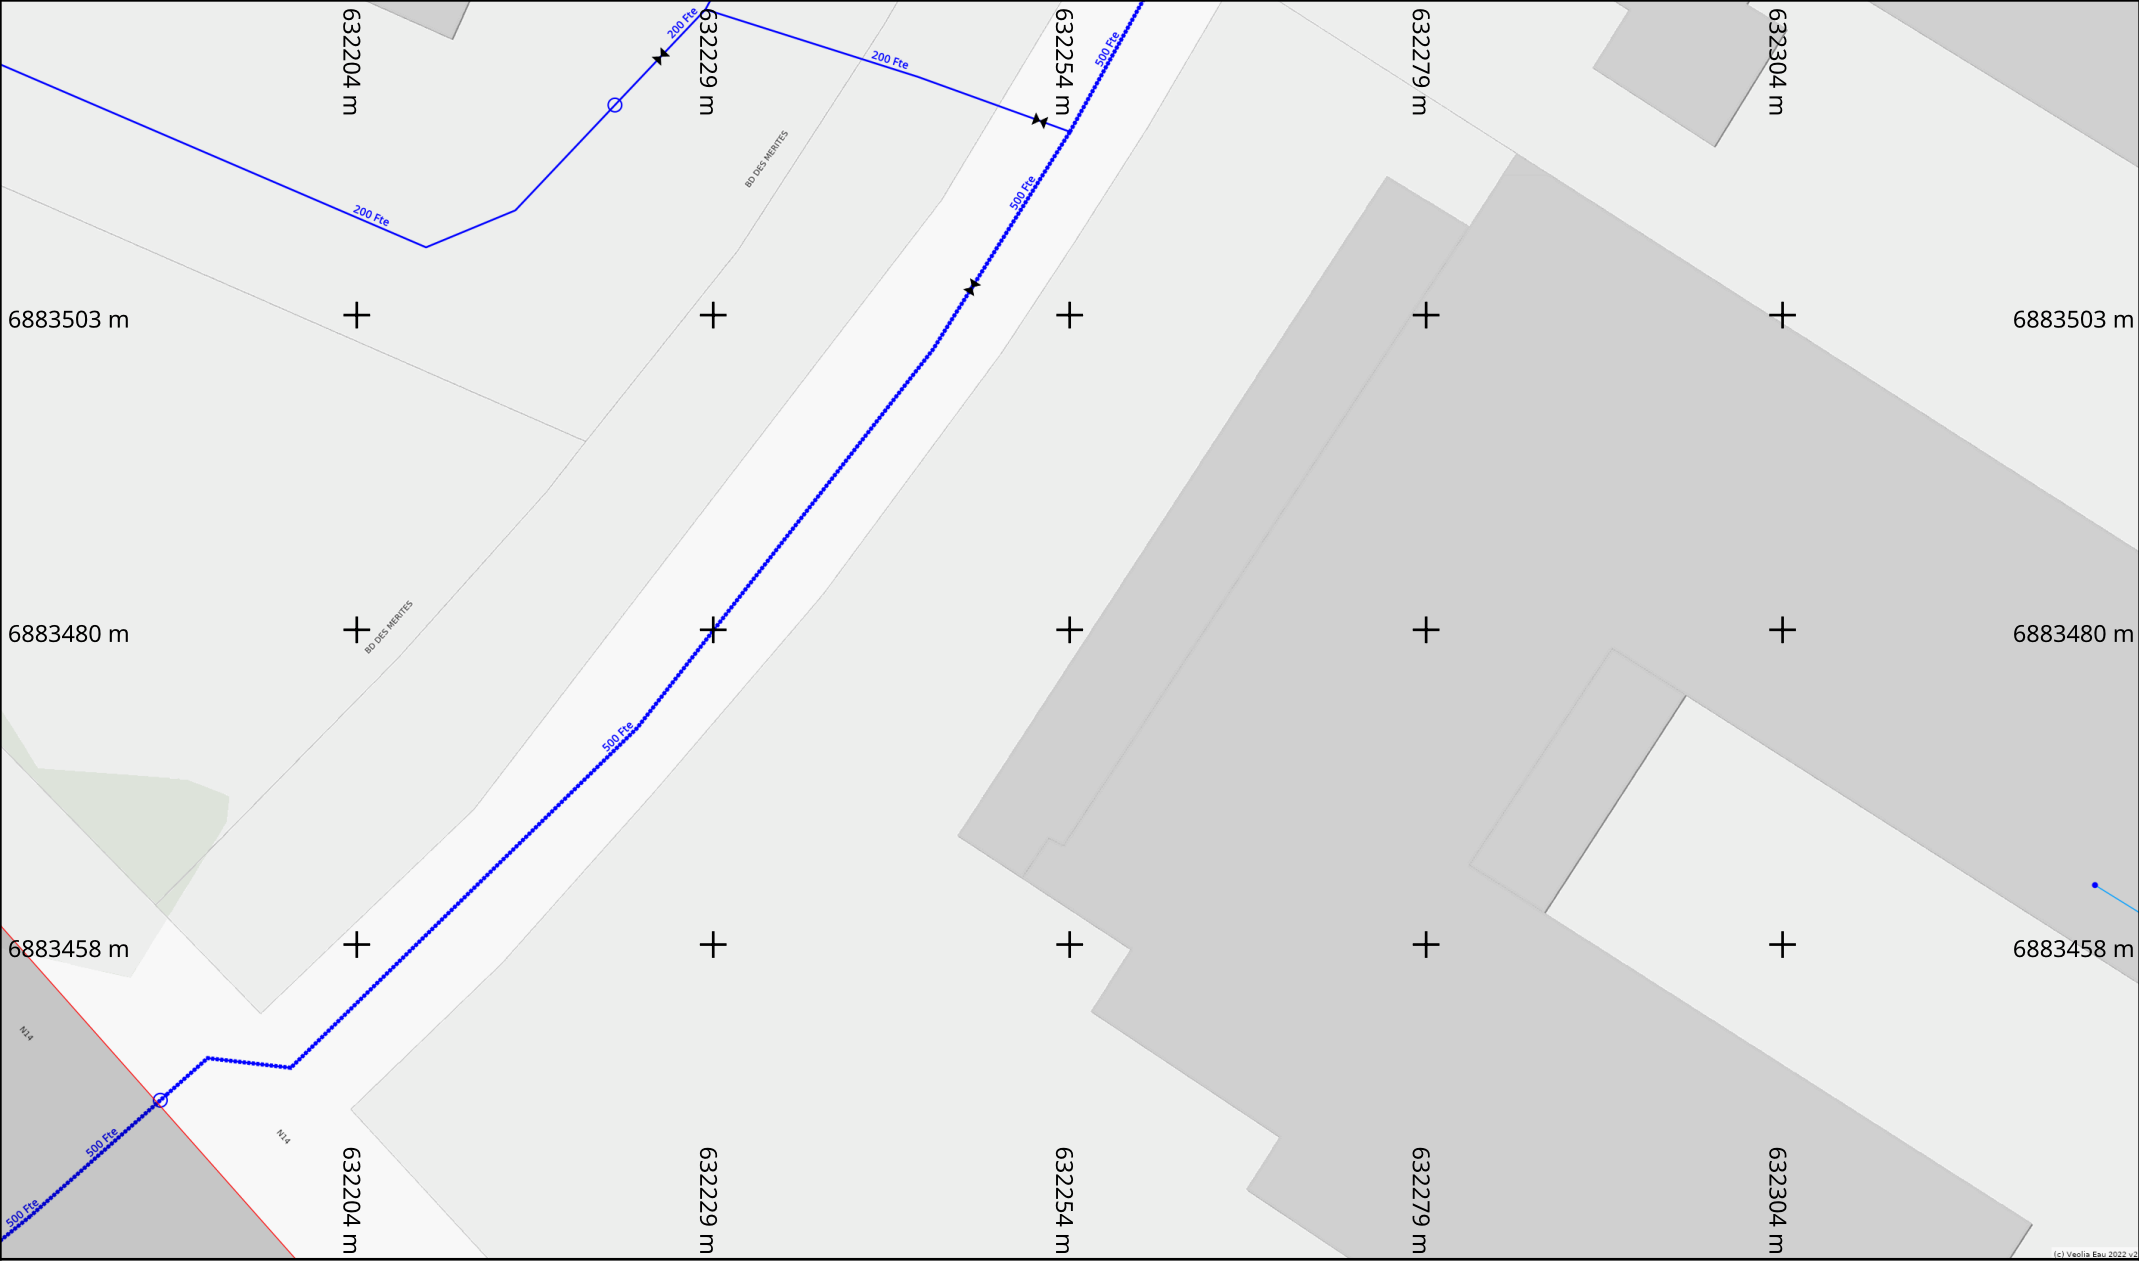 632204 m
632229 m
632254 m
632279 m
632304 m
200 Fte
200 Fte
500 Fte
BD DES MERITES
500 Fte
200 Fte
6883503 m
6883503 m
BD DES MERITES
6883480 m
6883480 m
500 Fte
6883458 m
6883458 m
N14
N14
500 Fte
500 Fte
632204 m
632229 m
632254 m
632279 m
632304 m
(c) Veolia Eau 2022 v2